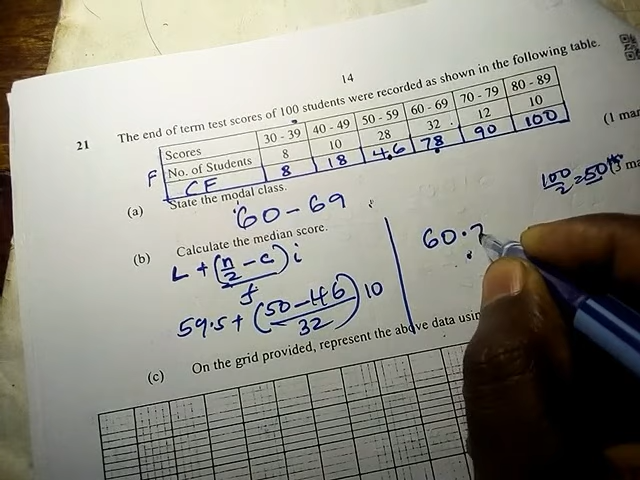 14
21 The end of term test scores of 100 students were recorded as shown in the following table.
Scores 30 - 39 40 - 49 50 - 59 60 - 69 70 - 79 80 - 89
F No. of Students 8 10 28 32 12 10
CF 8 18 46 78 90 100
(1 mar
(a) State the modal class.
60 - 69
100/2 = 50th
(b) Calculate the median score.
L + (n/2 - C / f) i
60.7
59.5 + (50 - 46 / 32) 10
(c) On the grid provided, represent the above data usin